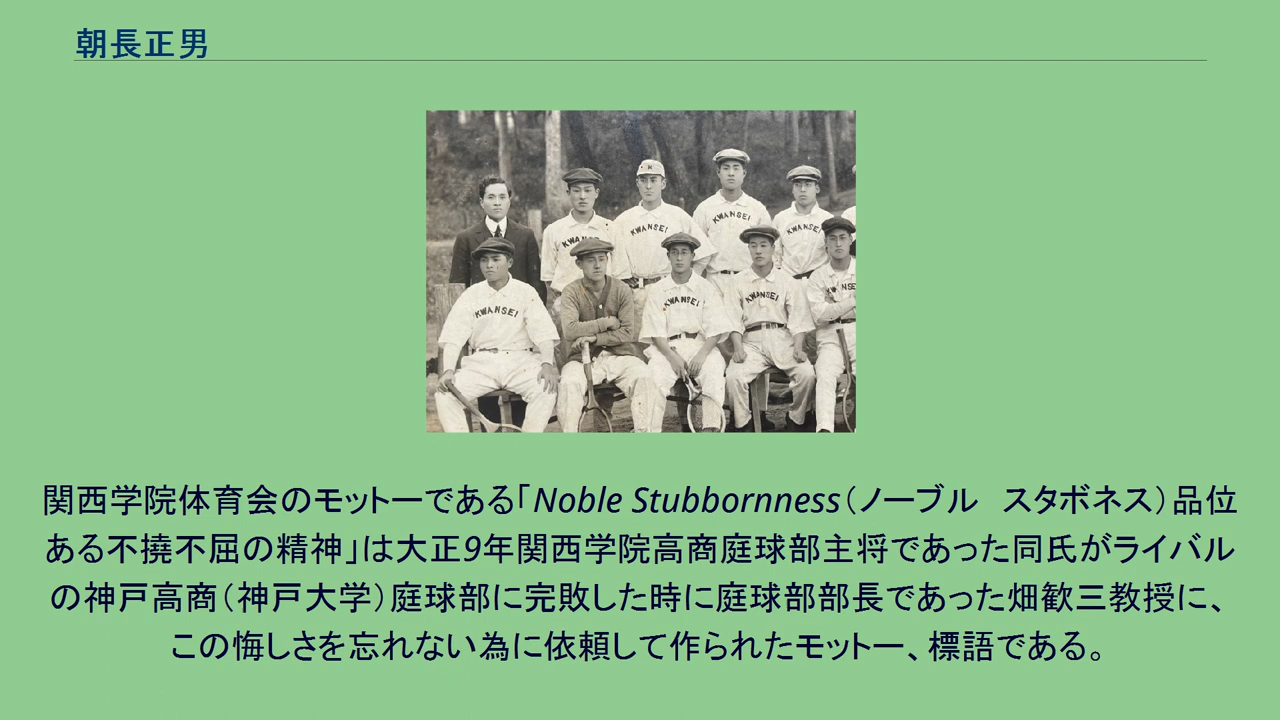 朝長正男
KWANSEI
KWANSEI
KWANSEI
KWANSEI
KWANSEI
KWANSEI
関西学院体育会のモットーである「Noble Stubbornness（ノーブル　スタボネス）品位
ある不撓不屈の精神」は大正9年関西学院高商庭球部主将であった同氏がライバル
の神戸高商（神戸大学）庭球部に完敗した時に庭球部部長であった畑歓三教授に、
この悔しさを忘れない為に依頼して作られたモットー、標語である。